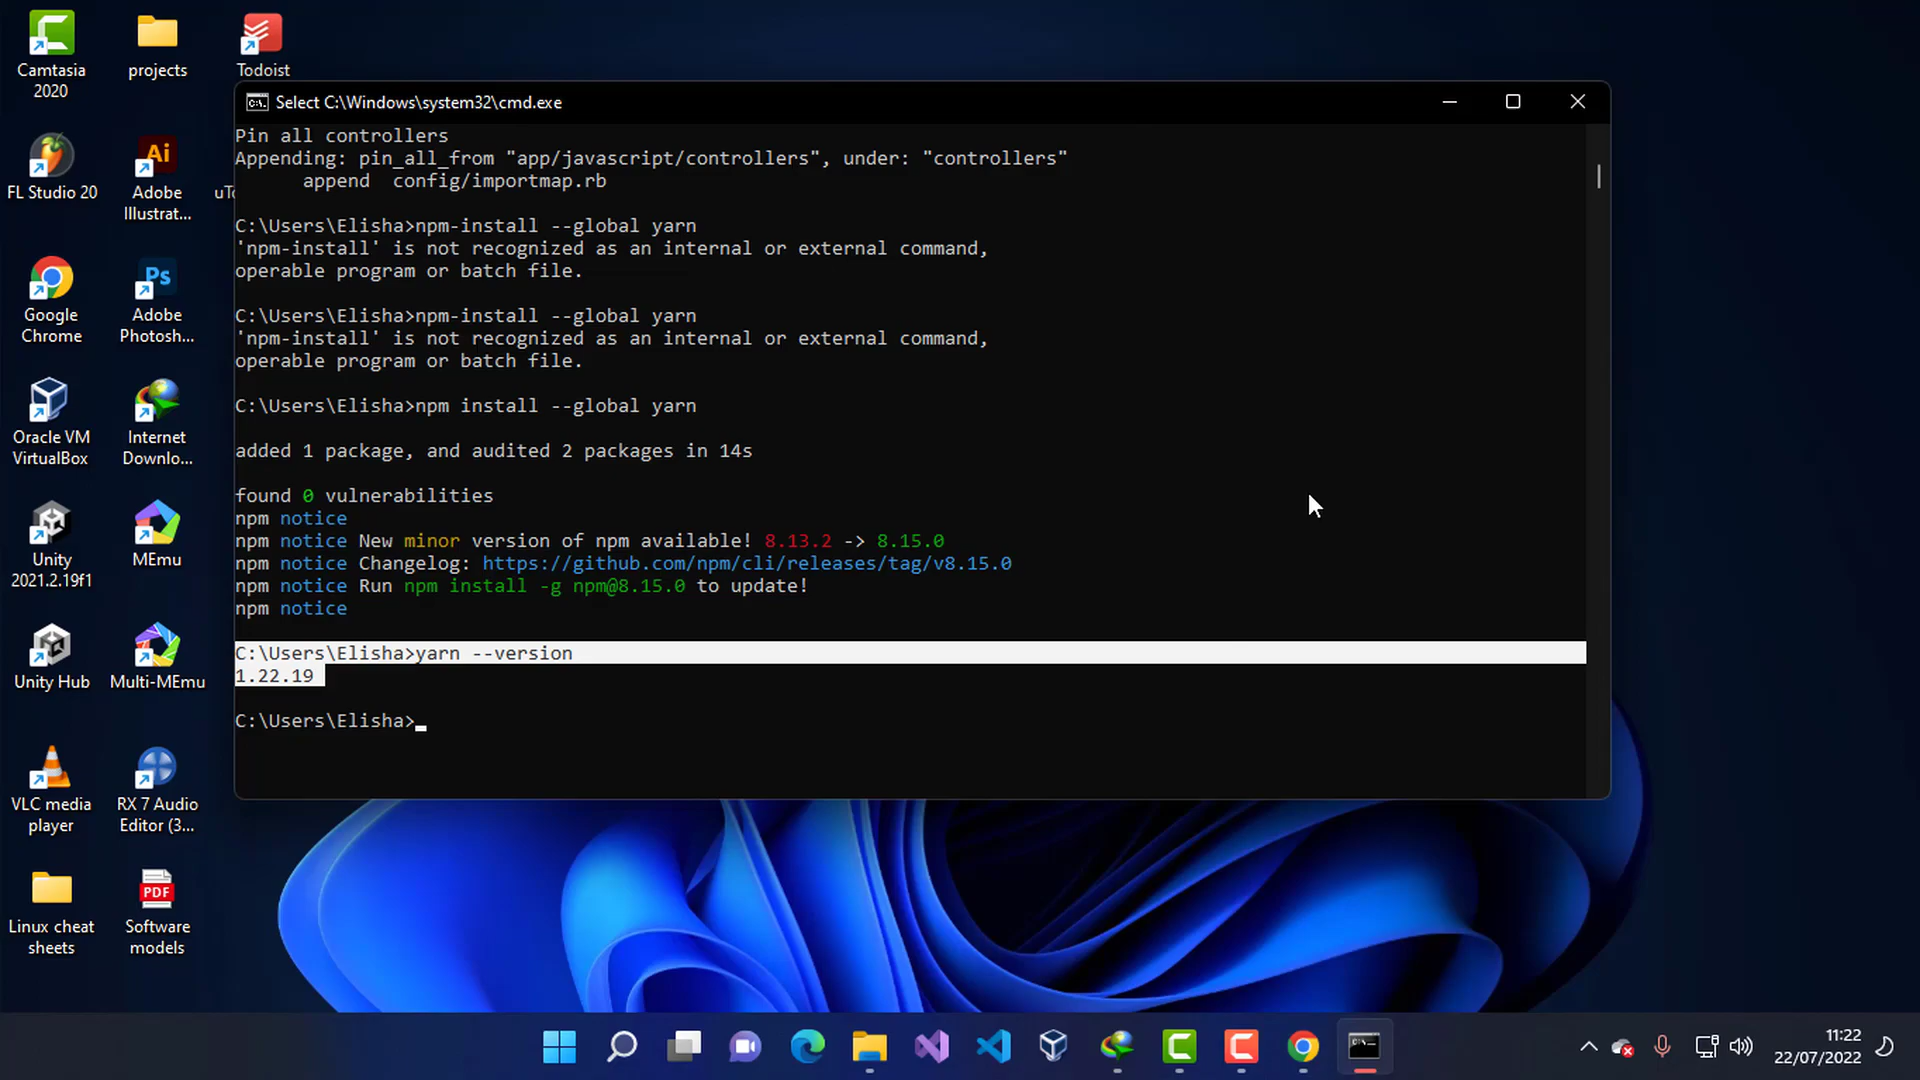 Camtasia
2020
projects
Todoist
FL Studio 20
Ai
Adobe
Illustrat...
Google
Chrome
Ps
Adobe
Photosh...
Oracle VM
VirtualBox
Internet
Downlo...
Unity
2021.2.19f1
MEmu
Unity Hub
Multi-MEmu
VLC media
player
RX 7 Audio
Editor (3...
Linux cheat
sheets
PDF
Software
models
Select C:\Windows\system32\cmd.exe
Pin all controllers
Appending: pin_all_from "app/javascript/controllers", under: "controllers"
append config/importmap.rb
C:\Users\Elisha>npm-install --global yarn
'npm-install' is not recognized as an internal or external command,
operable program or batch file.
C:\Users\Elisha>npm-install --global yarn
'npm-install' is not recognized as an internal or external command,
operable program or batch file.
C:\Users\Elisha>npm install --global yarn
added 1 package, and audited 2 packages in 14s
found 0 vulnerabilities
npm notice
npm notice New minor version of npm available! 8.13.2 -> 8.15.0
npm notice Changelog: https://github.com/npm/cli/releases/tag/v8.15.0
npm notice Run npm install -g npm@8.15.0 to update!
npm notice
C:\Users\Elisha>yarn --version
1.22.19
C:\Users\Elisha>
11:22
22/07/2022